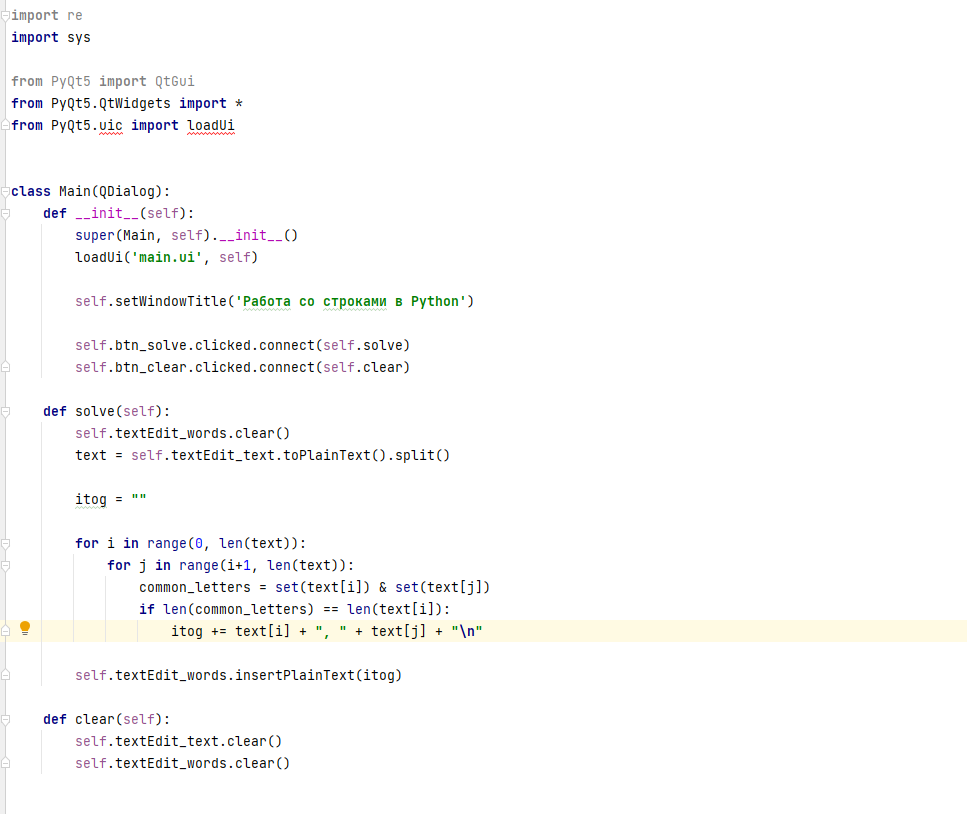 import re
import sys

from PyQt5 import QtGui
from PyQt5.QtWidgets import *
from PyQt5.uic import loadUi


class Main(QDialog):
    def __init__(self):
        super(Main, self).__init__()
        loadUi('main.ui', self)

        self.setWindowTitle('Работа со строками в Python')

        self.btn_solve.clicked.connect(self.solve)
        self.btn_clear.clicked.connect(self.clear)

    def solve(self):
        self.textEdit_words.clear()
        text = self.textEdit_text.toPlainText().split()

        itog = ""

        for i in range(0, len(text)):
            for j in range(i+1, len(text)):
                common_letters = set(text[i]) & set(text[j])
                if len(common_letters) == len(text[i]):
                    itog += text[i] + ", " + text[j] + "\n"

        self.textEdit_words.insertPlainText(itog)

    def clear(self):
        self.textEdit_text.clear()
        self.textEdit_words.clear()